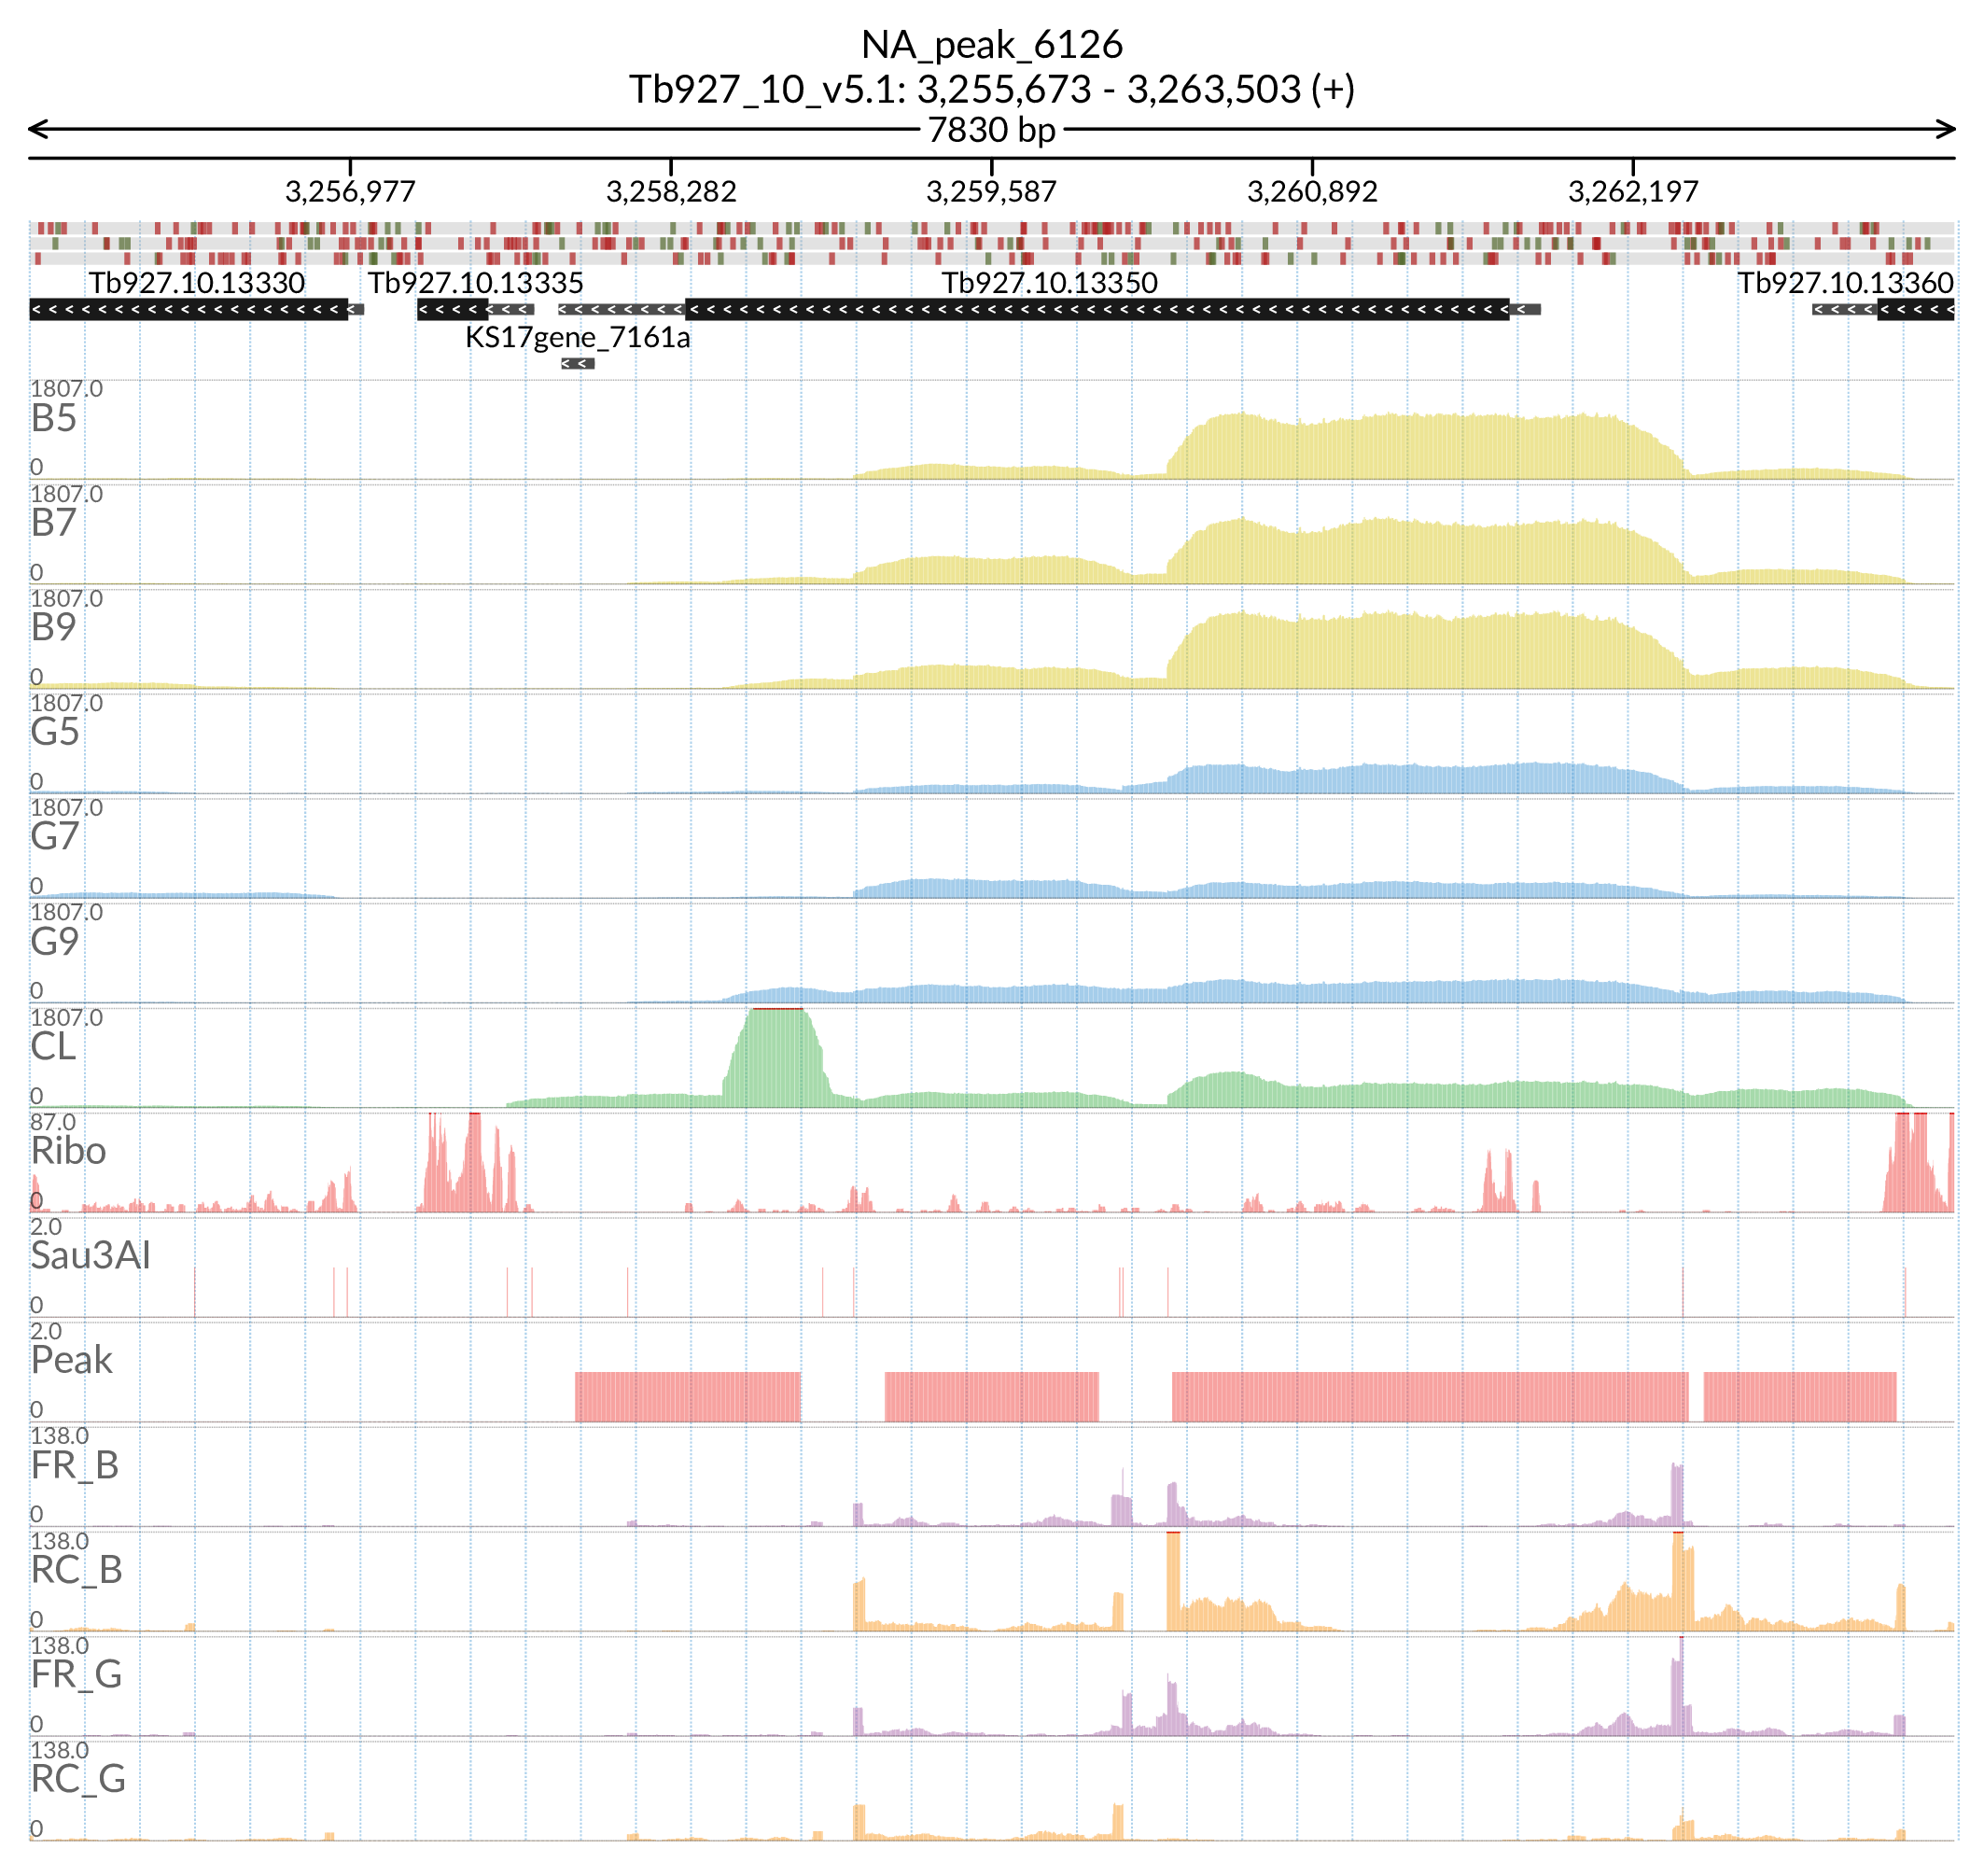 NA_peak_6126
Tb927_10_v5.1: 3,255,673 - 3,263,503 (+)
7830 bp
3,256,977 3,258,282 3,259,587 3,260,892 3,262,197
Tb927.10.13330 Tb927.10.13335 Tb927.10.13350 Tb927.10.13360
KS17gene_7161a
1807.0
B5
0
1807.0
B7
0
1807.0
B9
0
1807.0
G5
0
1807.0
G7
0
1807.0
G9
0
1807.0
CL
0
87.0
Ribo
0
2.0
Sau3AI
0
2.0
Peak
0
138.0
FR_B
0
138.0
RC_B
0
138.0
FR_G
0
138.0
RC_G
0